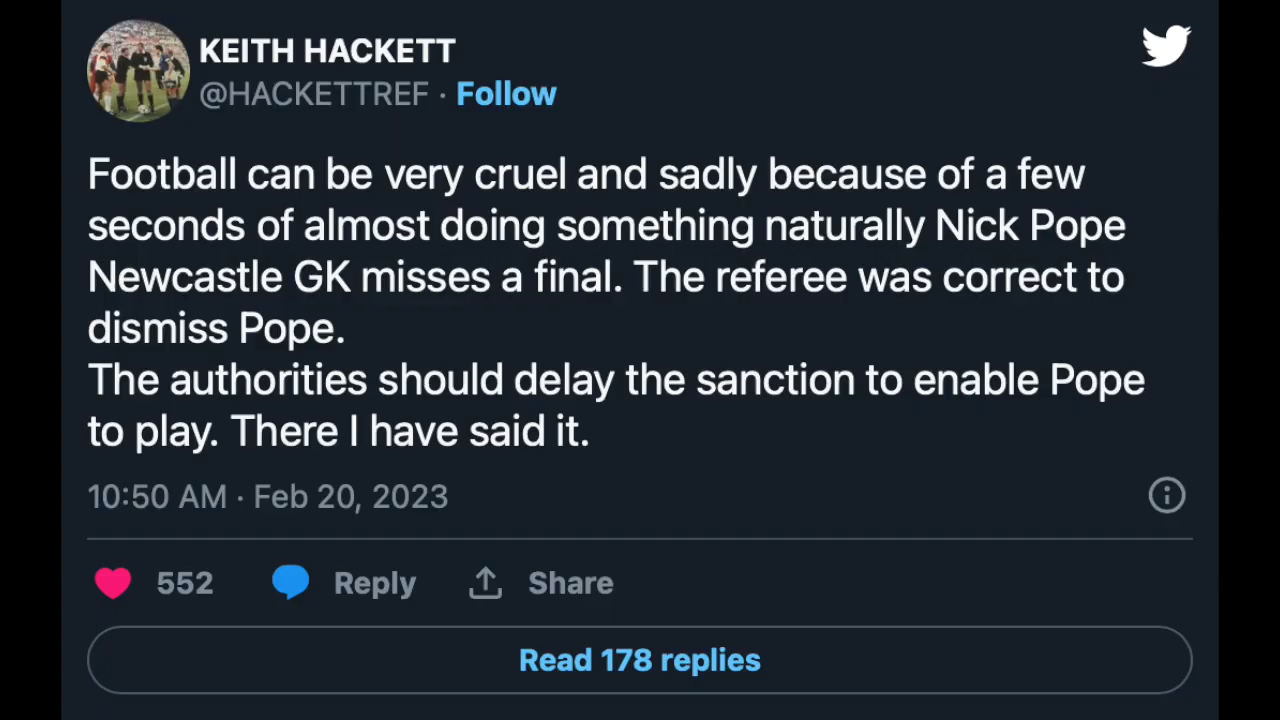 KEITH HACKETT
@HACKETTREF · Follow
Football can be very cruel and sadly because of a few
seconds of almost doing something naturally Nick Pope
Newcastle GK misses a final. The referee was correct to
dismiss Pope.
The authorities should delay the sanction to enable Pope
to play. There I have said it.
10:50 AM · Feb 20, 2023
552 Reply Share
Read 178 replies